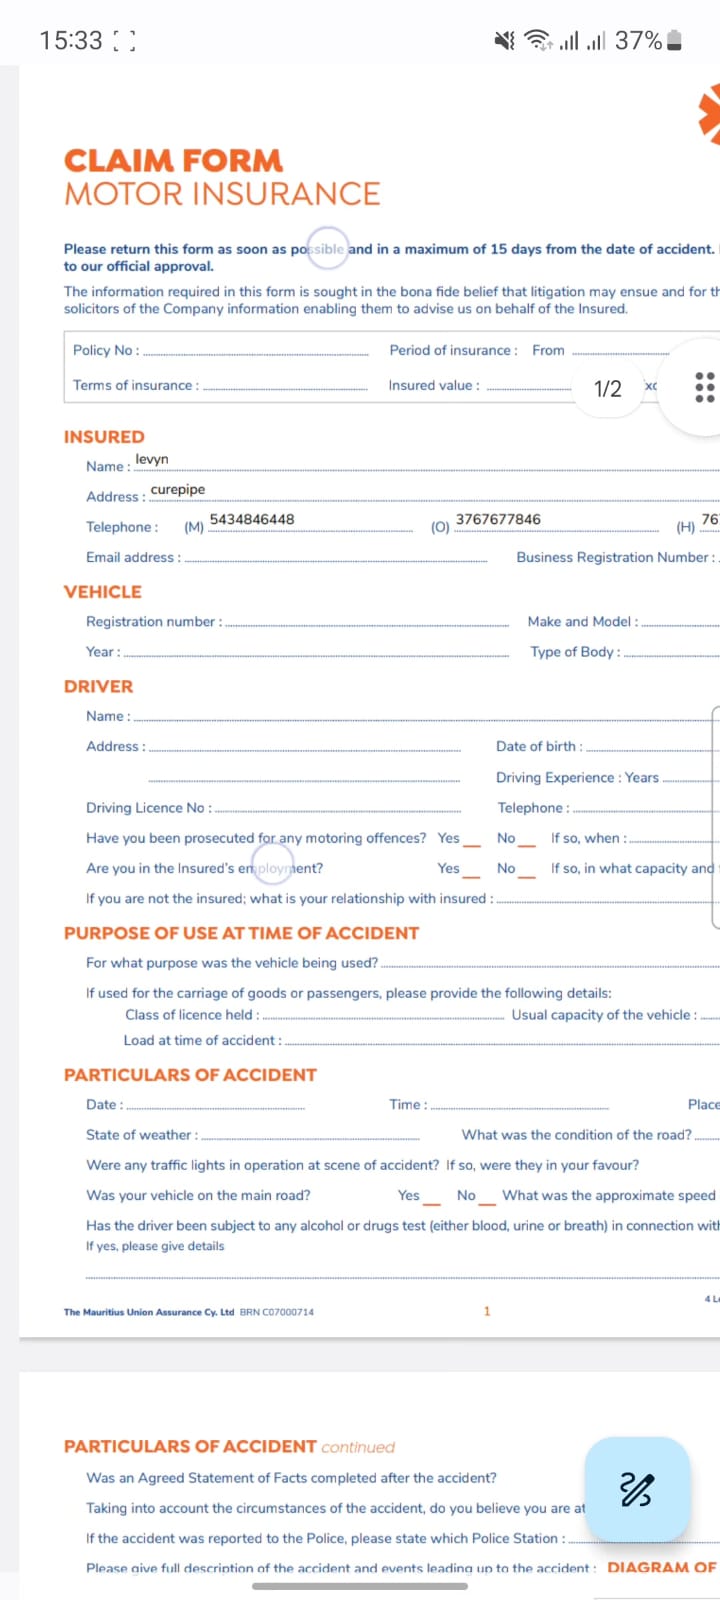 15:33
37%
CLAIM FORM
MOTOR INSURANCE
Please return this form as soon as possible and in a maximum of 15 days from the date of accident.
to our official approval.
The information required in this form is sought in the bona fide belief that litigation may ensue and for th
solicitors of the Company information enabling them to advise us on behalf of the Insured.
Policy No : Period of insurance : From
Terms of insurance : Insured value : 1/2
INSURED
Name : levyn
Address : curepipe
Telephone : (M) 5434846448 (O) 3767677846 (H) 76
Email address : Business Registration Number :
VEHICLE
Registration number : Make and Model :
Year : Type of Body :
DRIVER
Name :
Address : Date of birth :
Driving Experience : Years
Driving Licence No : Telephone :
Have you been prosecuted for any motoring offences? Yes No If so, when :
Are you in the Insured's employment? Yes No If so, in what capacity and
If you are not the insured; what is your relationship with insured :
PURPOSE OF USE AT TIME OF ACCIDENT
For what purpose was the vehicle being used?
If used for the carriage of goods or passengers, please provide the following details:
Class of licence held : Usual capacity of the vehicle :
Load at time of accident :
PARTICULARS OF ACCIDENT
Date : Time : Place
State of weather : What was the condition of the road?
Were any traffic lights in operation at scene of accident? If so, were they in your favour?
Was your vehicle on the main road? Yes No What was the approximate speed
Has the driver been subject to any alcohol or drugs test (either blood, urine or breath) in connection with
If yes, please give details
The Mauritius Union Assurance Cy. Ltd BRN C07000714 1 4 L
PARTICULARS OF ACCIDENT continued
Was an Agreed Statement of Facts completed after the accident?
Taking into account the circumstances of the accident, do you believe you are at
If the accident was reported to the Police, please state which Police Station :
Please give full description of the accident and events leading up to the accident : DIAGRAM OF